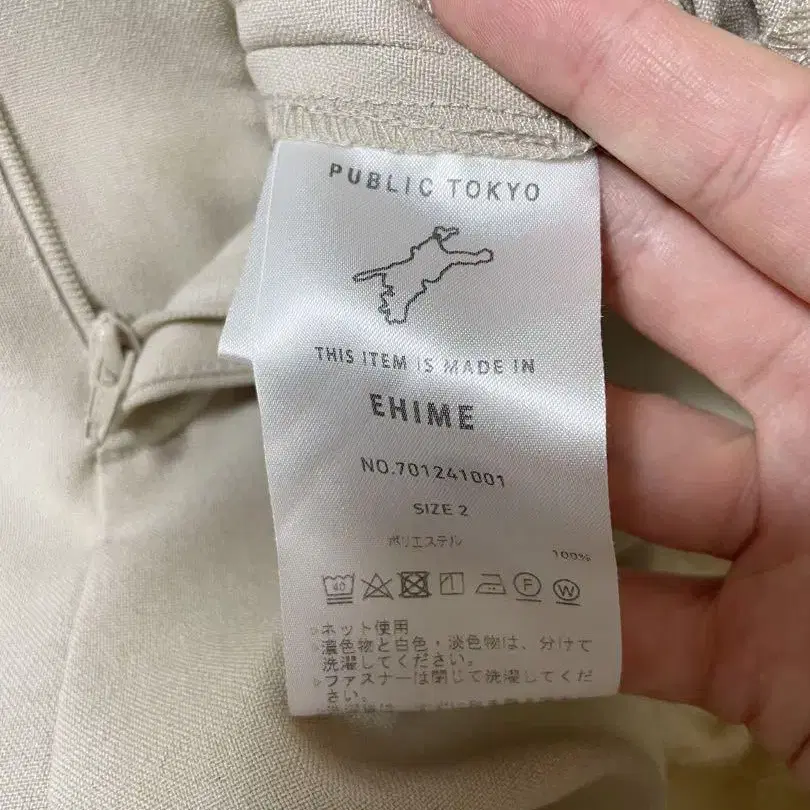 PUBLIC TOKYO
THIS ITEM IS MADE IN
EHIME
NO.701241001
SIZE 2
ポリエステル
100%
40 F W
ネット使用
濃色物と白色・淡色物は、分けて
洗濯してください。
ファスナーは閉じて洗濯してくだ
さい。